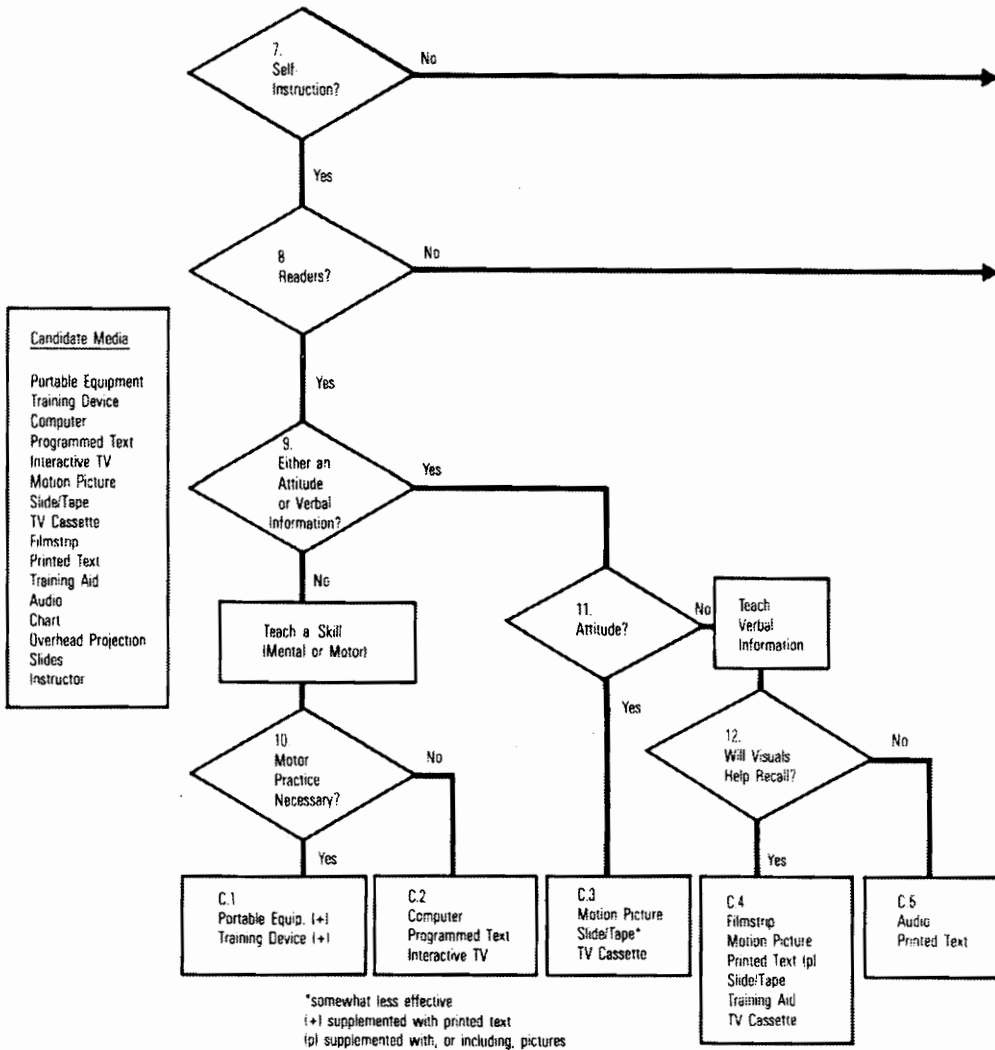 7.
Self-
Instruction?
No
Yes
8
Readers?
No
Yes
Candidate Media
Portable Equipment
Training Device
Computer
Programmed Text
Interactive TV
Motion Picture
Slide/Tape
TV Cassette
Filmstrip
Printed Text
Training Aid
Audio
Chart
Overhead Projection
Slides
Instructor
9.
Either an
Attitude
or Verbal
Information?
Yes
No
Teach a Skill
(Mental or Motor)
11.
Attitude?
No
Teach
Verbal
Information
Yes
10.
Motor
Practice
Necessary?
No
Yes
12.
Will Visuals
Help Recall?
No
Yes
C.1
Portable Equip. (+)
Training Device (+)
C.2
Computer
Programmed Text
Interactive TV
C.3
Motion Picture
Slide/Tape*
TV Cassette
C.4
Filmstrip
Motion Picture
Printed Text (p)
Slide/Tape
Training Aid
TV Cassette
C.5
Audio
Printed Text
*somewhat less effective
(+) supplemented with printed text
(p) supplemented with, or including, pictures